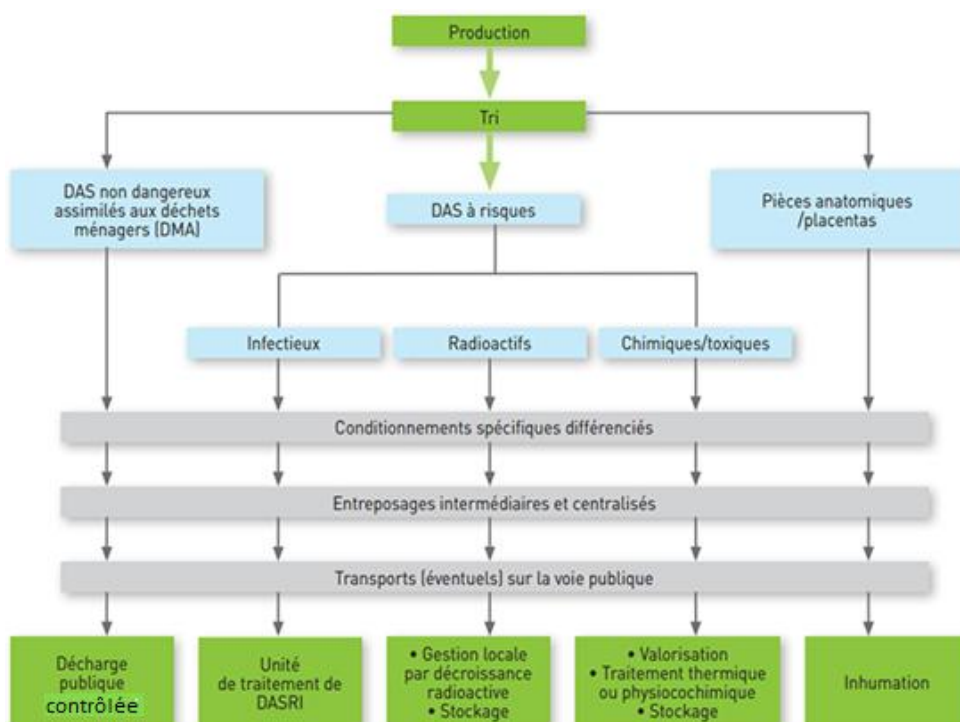 Production
Tri
DAS non dangereux
assimilés aux déchets
ménagers (DMA)
DAS à risques
Pièces anatomiques
/placentas
Infectieux
Radioactifs
Chimiques/toxiques
Conditionnements spécifiques différenciés
Entreposages intermédiaires et centralisés
Transports (éventuels) sur la voie publique
Décharge
publique
contrôlée
Unité
de traitement de
DASRI
• Gestion locale
par décroissance
radioactive
• Stockage
• Valorisation
• Traitement thermique
ou physiocochimique
• Stockage
Inhumation